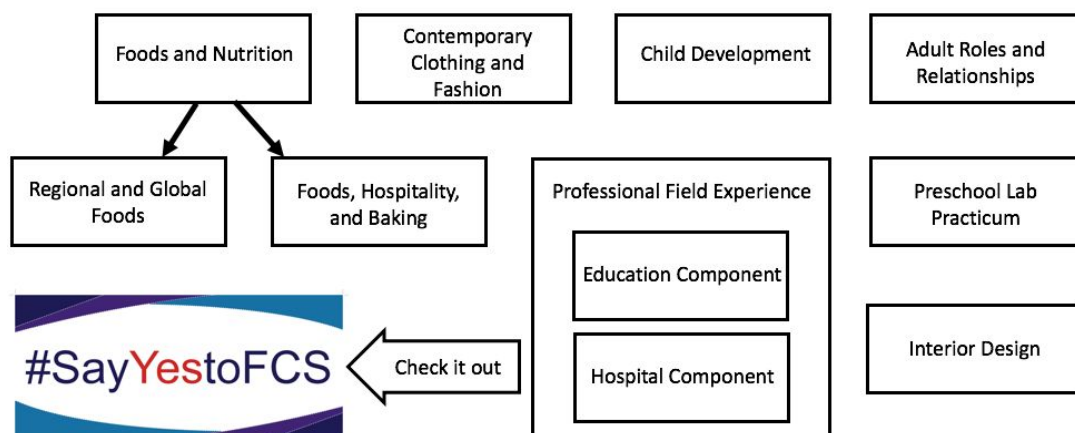 Foods and Nutrition
Contemporary
Clothing and
Fashion
Child Development
Adult Roles and
Relationships
Regional and Global
Foods
Foods, Hospitality,
and Baking
Professional Field Experience
Preschool Lab
Practicum
Education Component
#SayYestoFCS
Check it out
Hospital Component
Interior Design